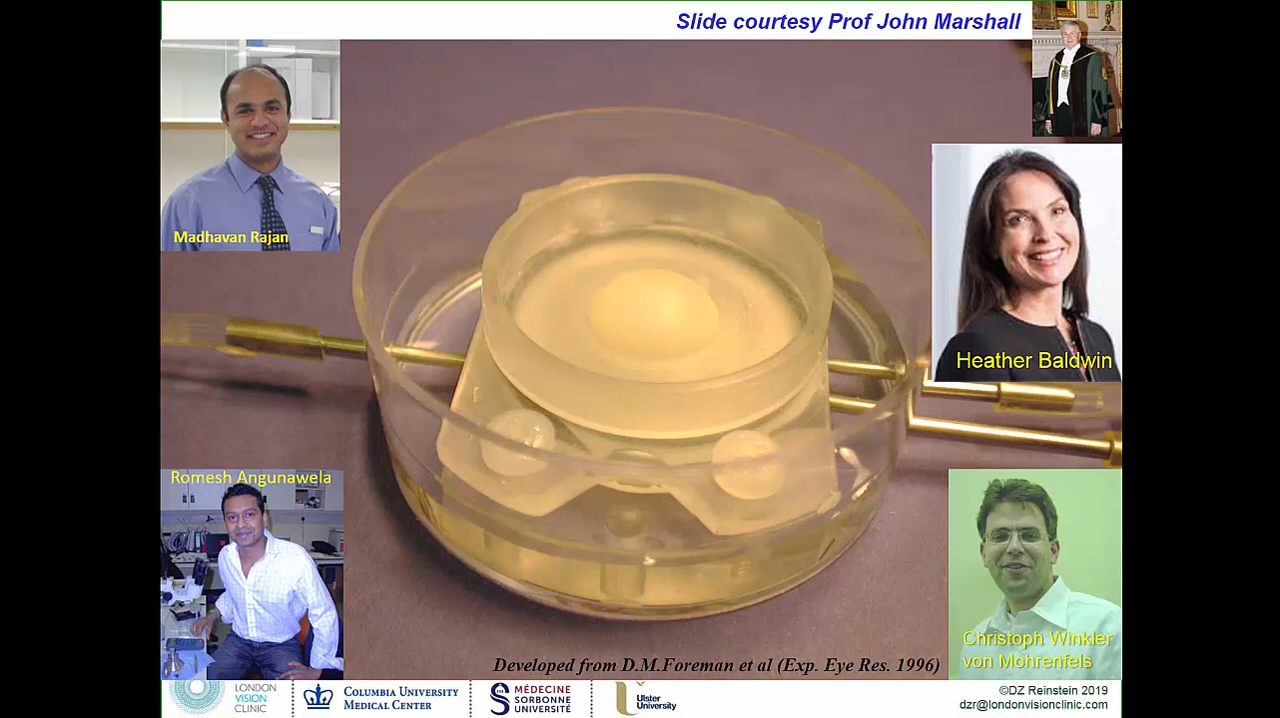 Slide courtesy Prof John Marshall
Madhavan Rajan
Heather Baldwin
Romesh Angunawela
Christoph Winkler
von Mohrenfels
Developed from D.M.Foreman et al (Exp. Eye Res. 1996)
LONDON
VISION
CLINIC
COLUMBIA UNIVERSITY
MEDICAL CENTER
S
MÉDECINE
SORBONNE
UNIVERSITÉ
Ulster
University
©DZ Reinstein 2019
dzr@londonvisionclinic.com